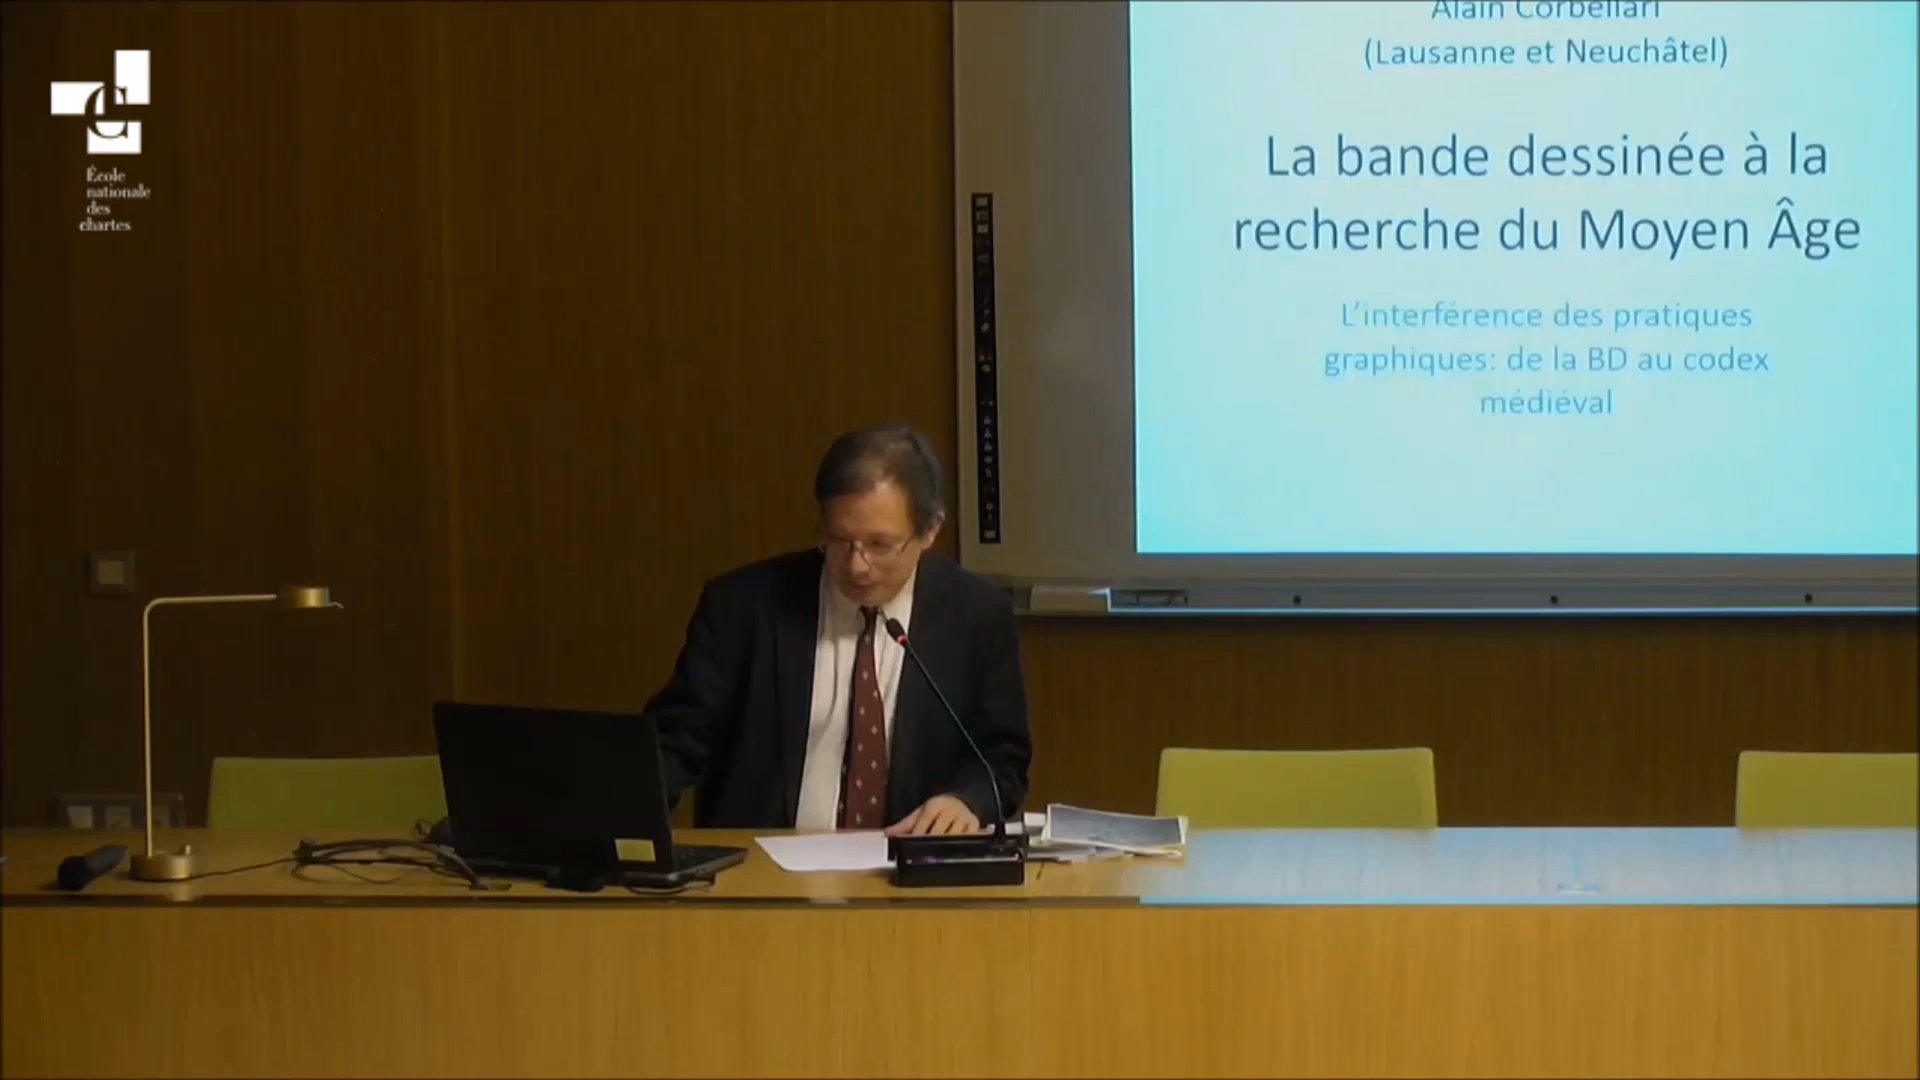 École
nationale
des
chartes
Alain Corbellari
(Lausanne et Neuchâtel)
La bande dessinée à la
recherche du Moyen Âge
L'interférence des pratiques
graphiques: de la BD au codex
médiéval